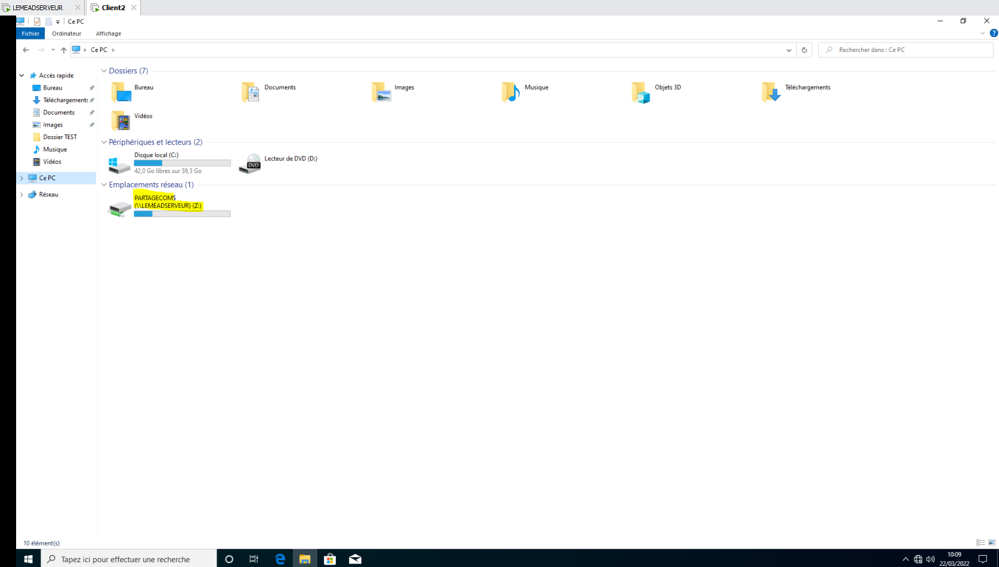 LEMEADSERVEUR
Client2
Ce PC
Fichier
Ordinateur
Affichage
Ce PC
Rechercher dans : Ce PC
Accès rapide
Bureau
Téléchargements
Documents
Images
Dossier TEST
Musique
Vidéos
Ce PC
Réseau
Dossiers (7)
Bureau
Documents
Images
Musique
Objets 3D
Téléchargements
Vidéos
Périphériques et lecteurs (2)
Disque local (C:)
42,0 Go libres sur 59,3 Go
DVD
Lecteur de DVD (D:)
Emplacements réseau (1)
PARTAGECOM$
(\\LEMEADSERVEUR) (Z:)
10 élément(s)
Tapez ici pour effectuer une recherche
10:09
22/03/2022